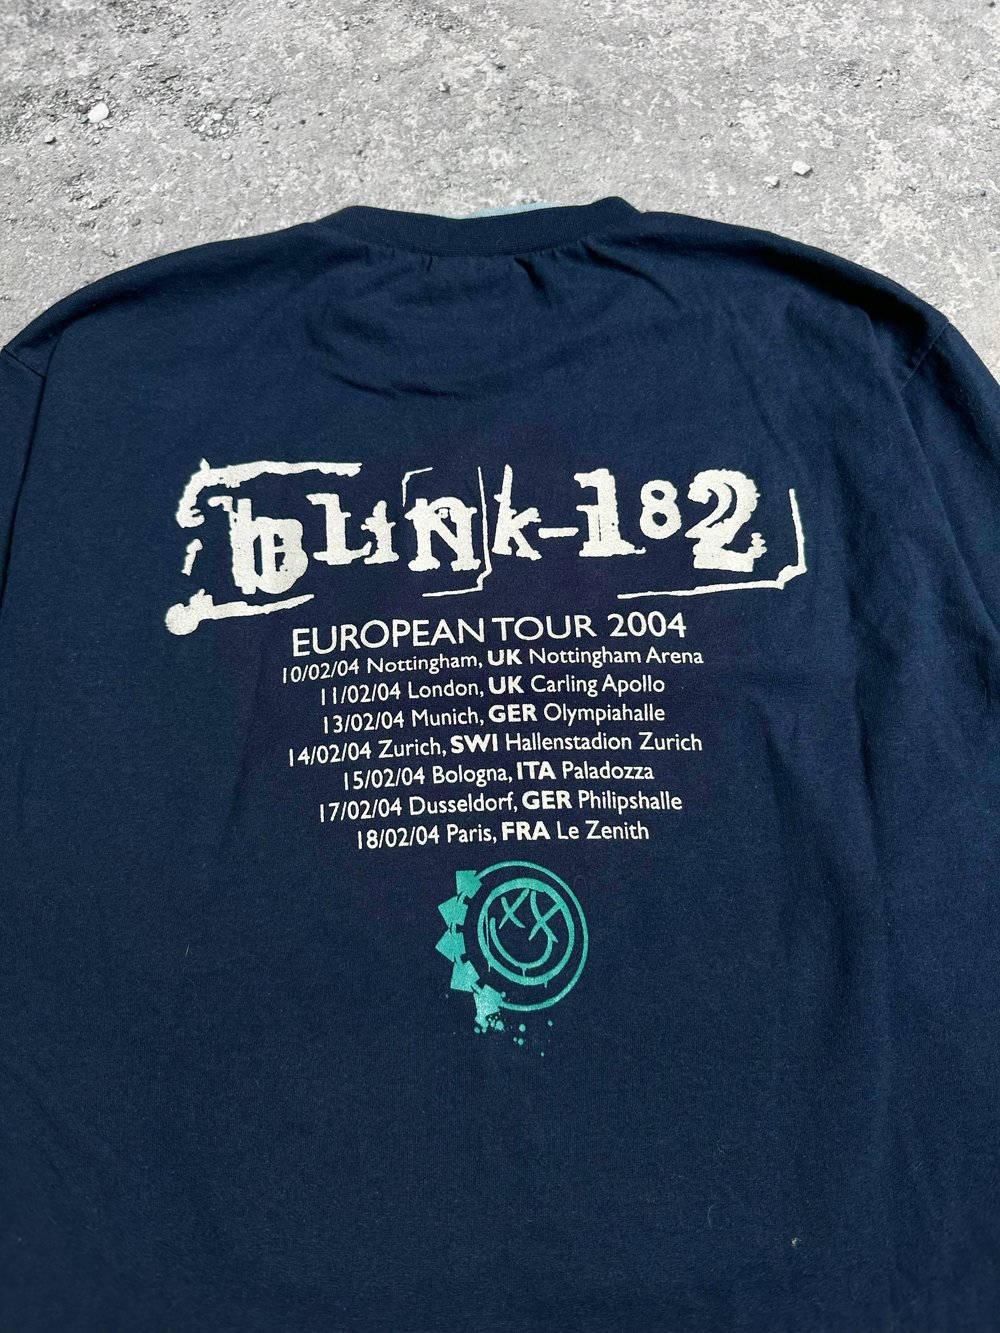 blink-182
EUROPEAN TOUR 2004
10/02/04 Nottingham, UK Nottingham Arena
11/02/04 London, UK Carling Apollo
13/02/04 Munich, GER Olympiahalle
14/02/04 Zurich, SWI Hallenstadion Zurich
15/02/04 Bologna, ITA Paladozza
17/02/04 Dusseldorf, GER Philipshalle
18/02/04 Paris, FRA Le Zenith